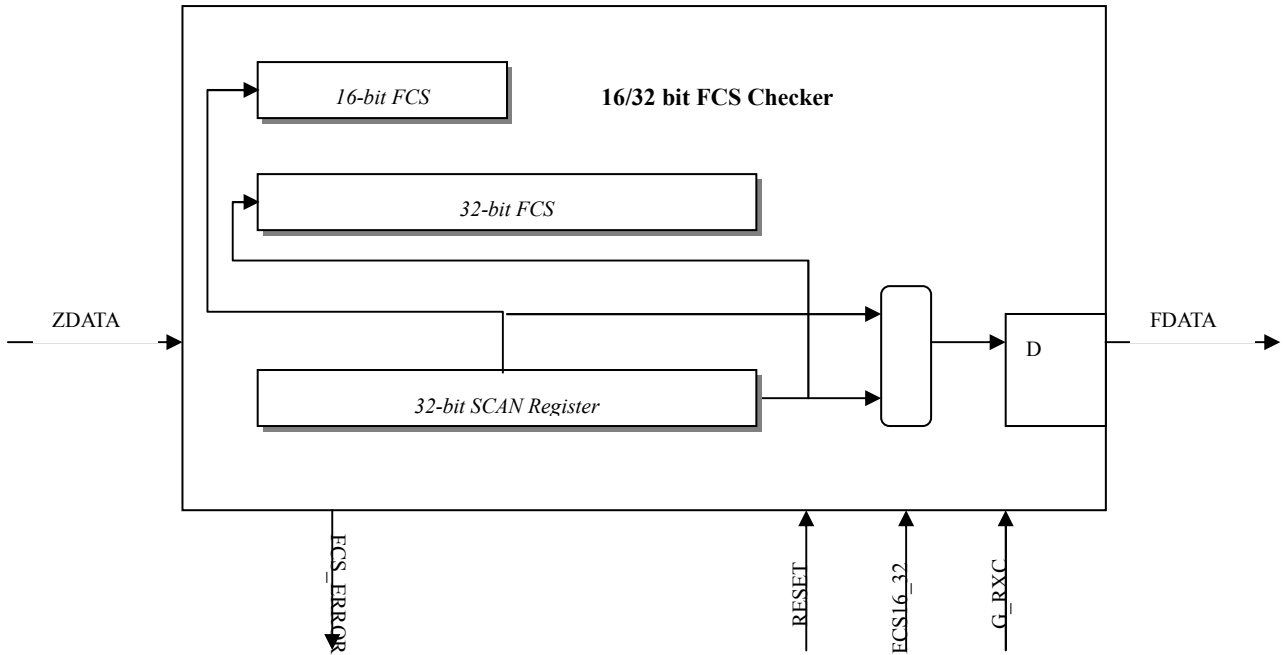 16-bit FCS
16/32 bit FCS Checker
32-bit FCS
ZDATA
FDATA
D
32-bit SCAN Register
FCS_ERROR
RESET
FCS16_32
G_RXC